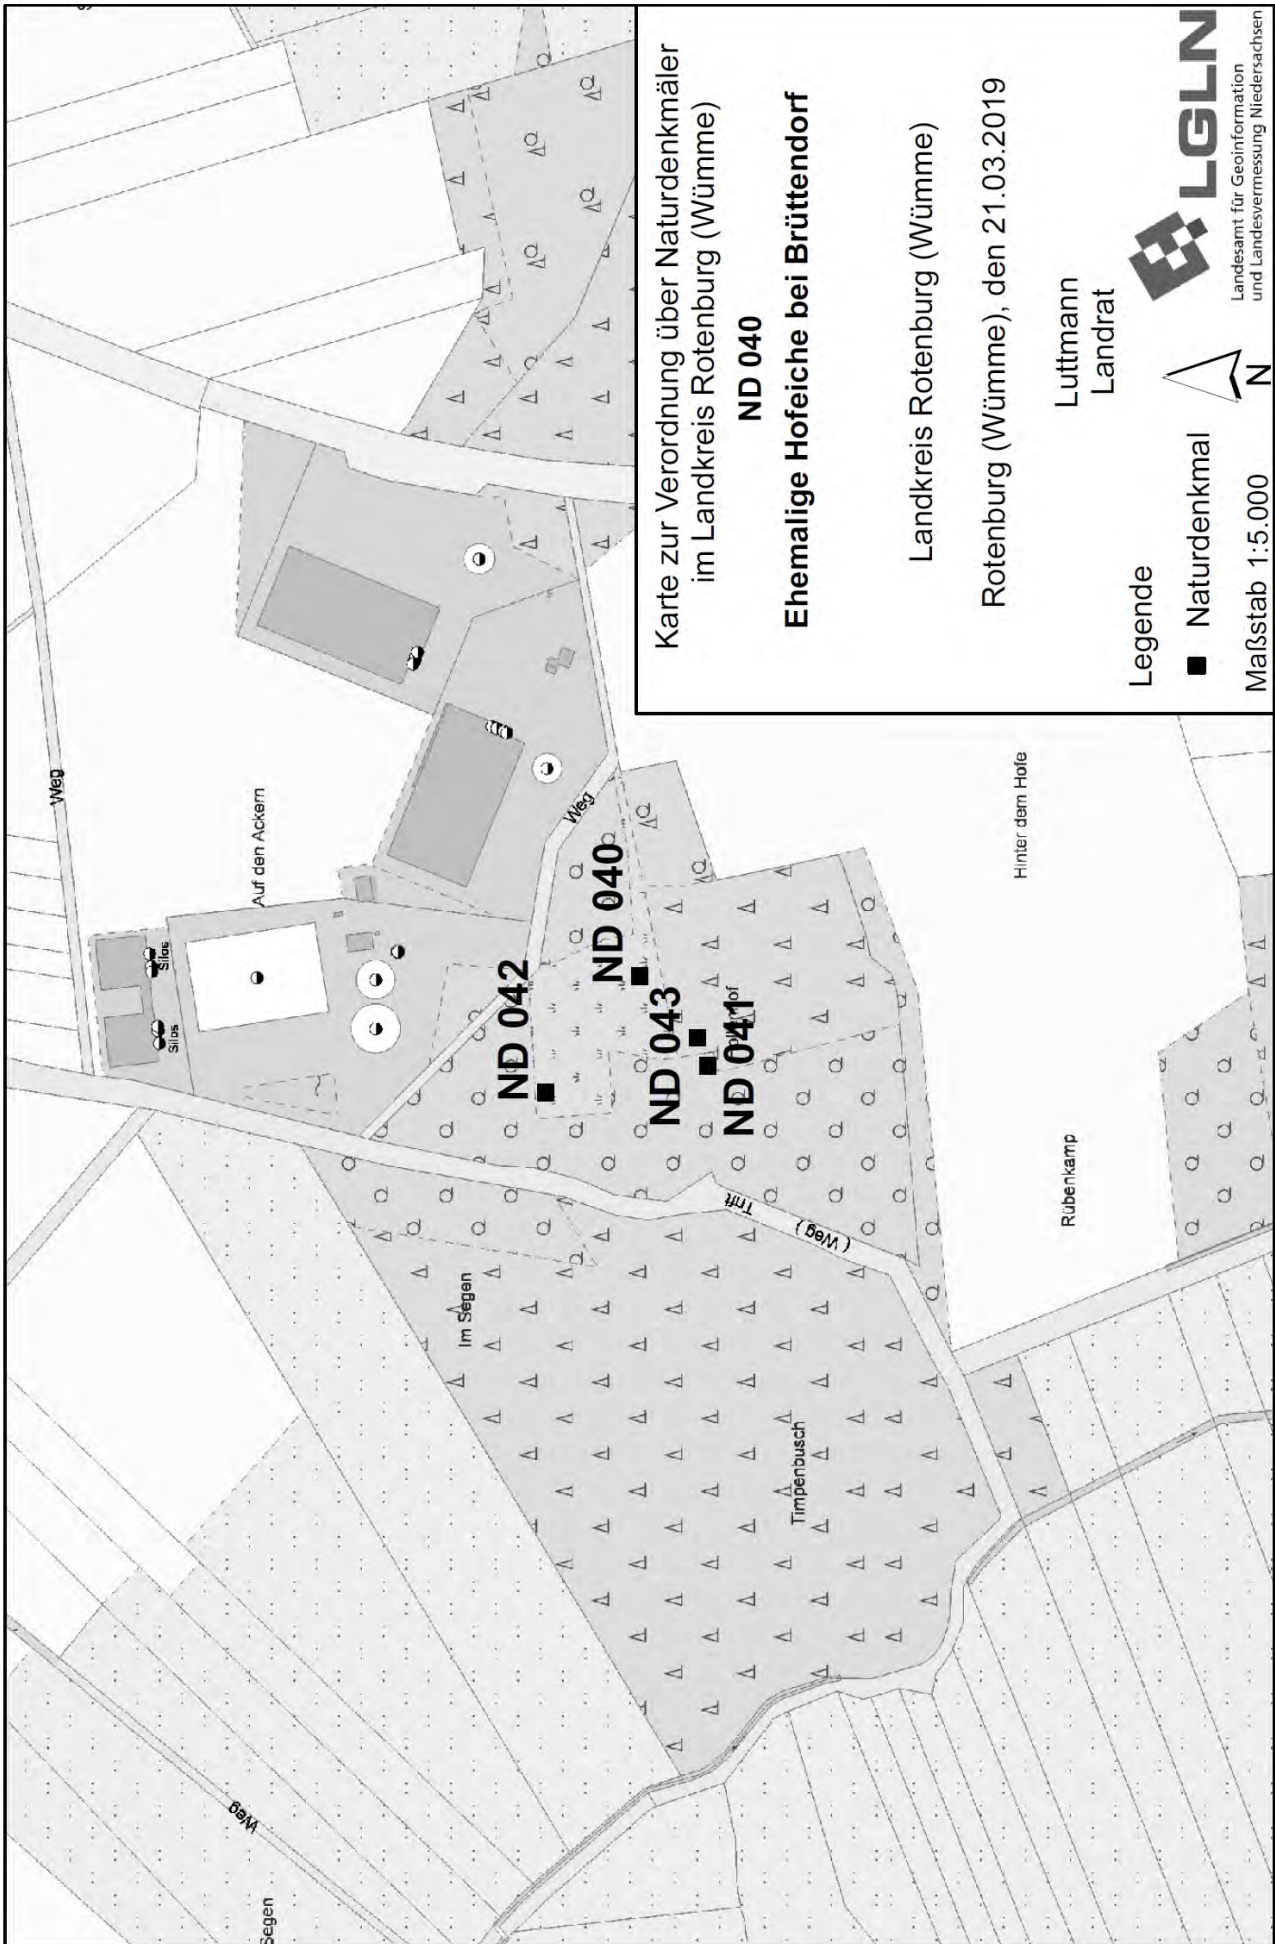 Karte zur Verordnung über Naturdenkmäler
im Landkreis Rotenburg (Wümme)
ND 040
Ehemalige Hofeiche bei Brüttendorf
Landkreis Rotenburg (Wümme)
Rotenburg (Wümme), den 21.03.2019
Luttmann
Landrat
Legende
Naturdenkmal
Maßstab 1:5.000
N
LGLN
Landesamt für Geoinformation
und Landesvermessung Niedersachsen
Weg
Auf den Ackern
Silos
Silos
Weg
ND 042
ND 040
ND 043
ND 041
Hinter dem Hofe
Trift
( Weg )
Rübenkamp
Im Segen
Timpenbusch
Weg
Segen